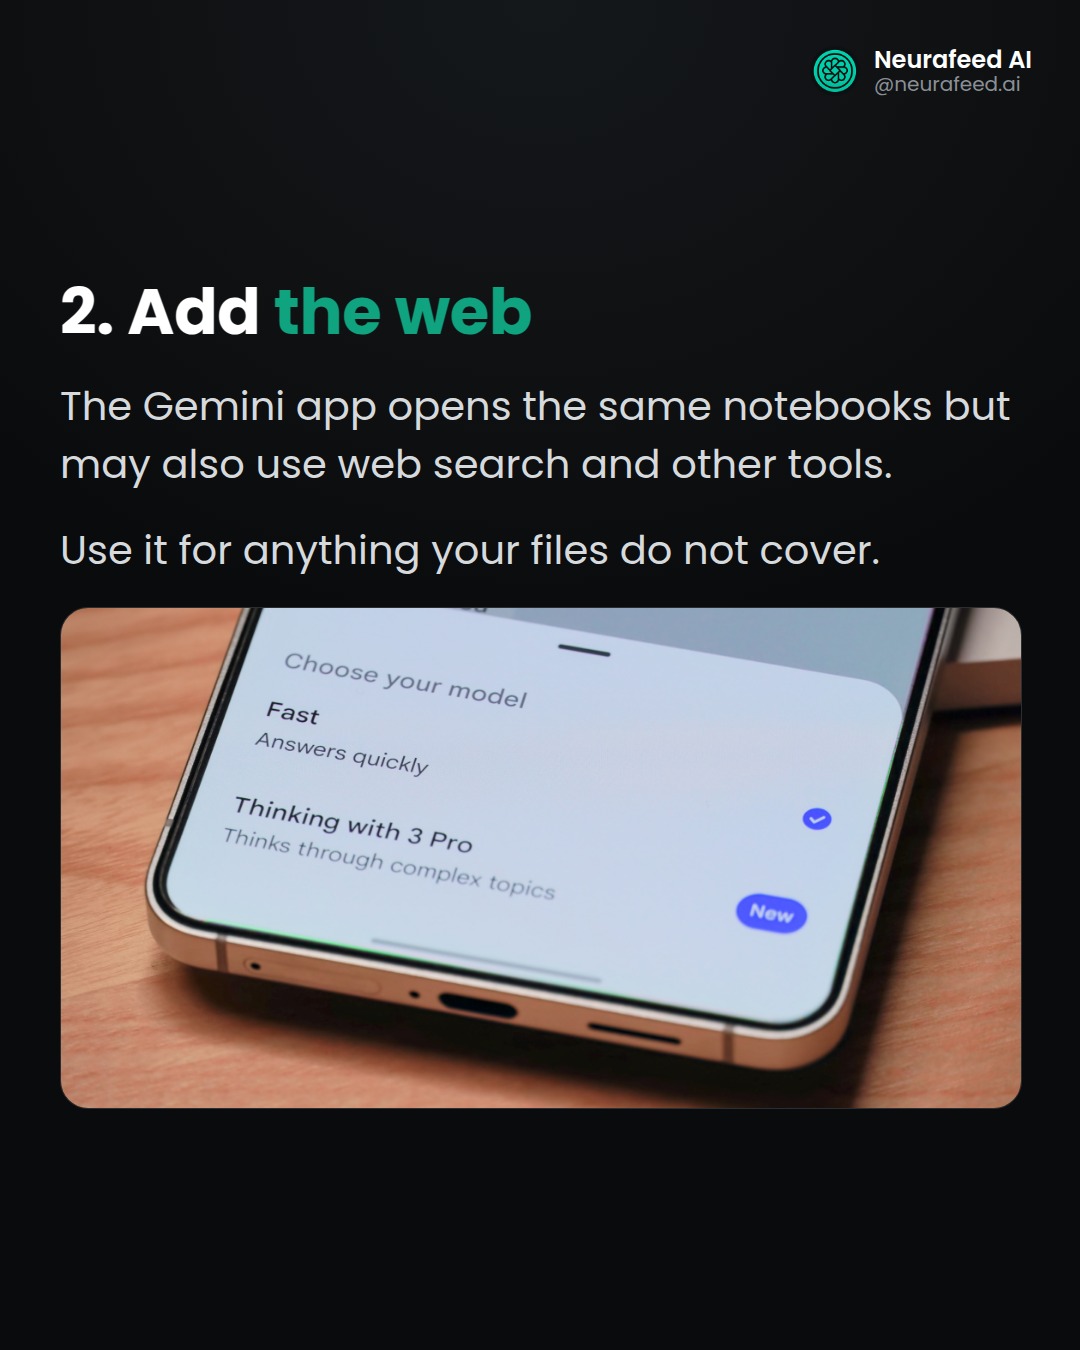 Neurafeed AI
@neurafeed.ai
2. Add the web
The Gemini app opens the same notebooks but
may also use web search and other tools.
Use it for anything your files do not cover.
Choose your model
Fast
Answers quickly
Thinking with 3 Pro
Thinks through complex topics
New